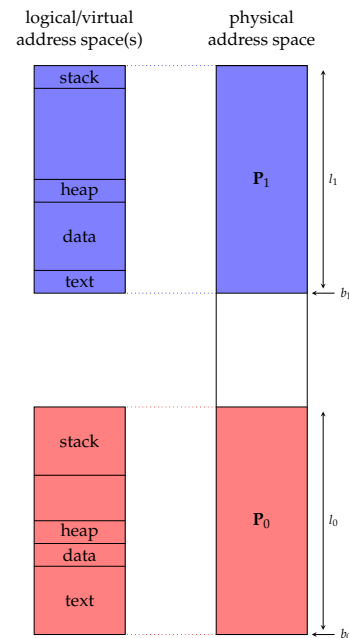 logical/virtual
address space(s)
physical
address space
stack
heap
data
text
P1
l1
b1
stack
heap
data
text
P0
l0